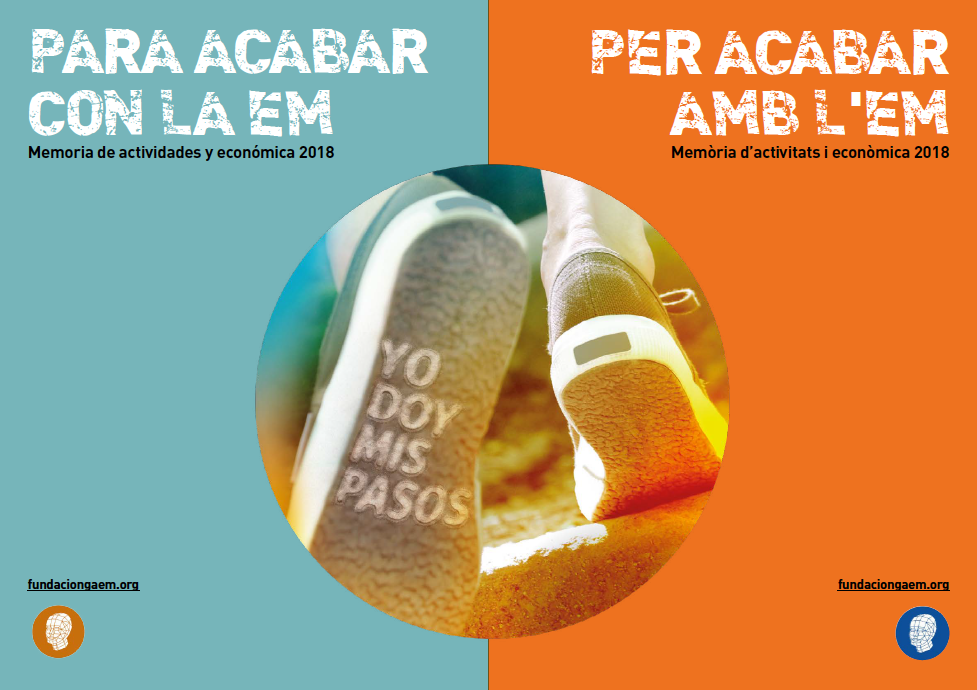 PARA ACABAR
CON LA EM
Memoria de actividades y económica 2018
PER ACABAR
AMB L'EM
Memòria d'activitats i econòmica 2018
YO
DOY
MIS
PASOS
fundaciongaem.org
fundaciongaem.org